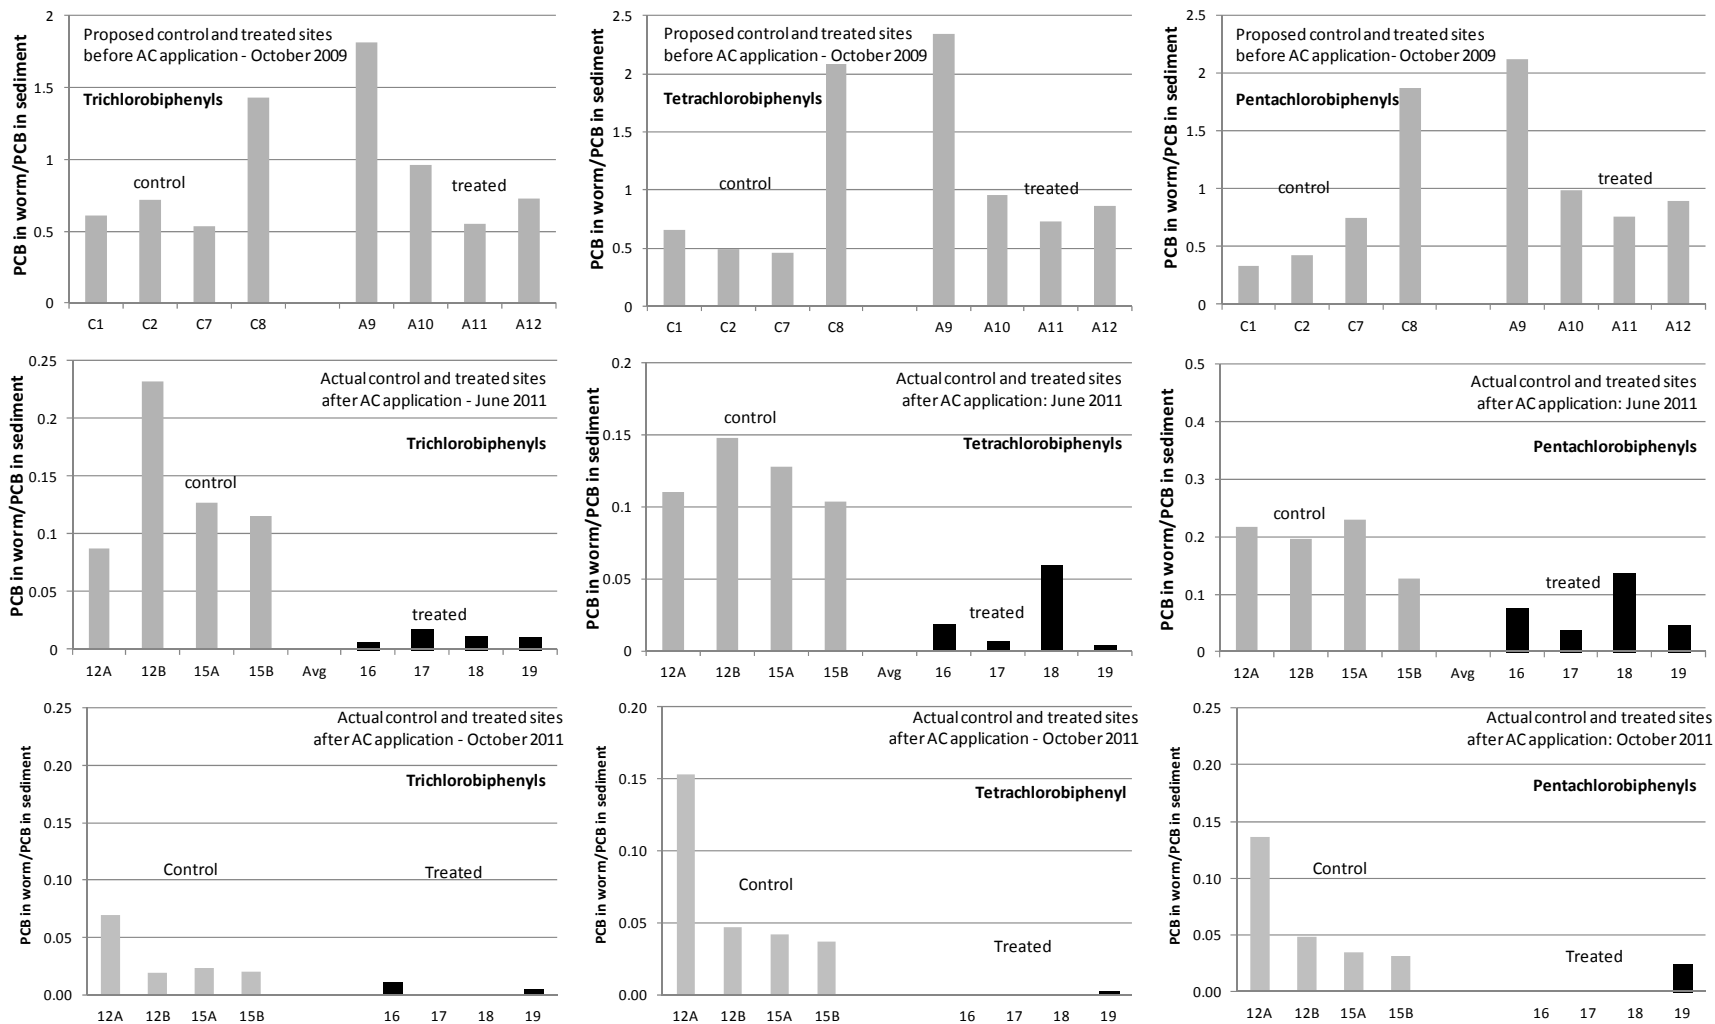 PCB in worm/PCB in sediment
2
1.5
1
0.5
0
Proposed control and treated sites
before AC application - October 2009
Trichlorobiphenyls
control
treated
C1 C2 C7 C8 A9 A10 A11 A12
PCB in worm/PCB in sediment
2.5
2
1.5
1
0.5
0
Proposed control and treated sites
before AC application - October 2009
Tetrachlorobiphenyls
control
treated
C1 C2 C7 C8 A9 A10 A11 A12
PCB in worm/PCB in sediment
2.5
2
1.5
1
0.5
0
Proposed control and treated sites
before AC application- October 2009
Pentachlorobiphenyls
control
treated
C1 C2 C7 C8 A9 A10 A11 A12
PCB in worm/PCB in sediment
0.25
0.2
0.15
0.1
0.05
0
Actual control and treated sites
after AC application - June 2011
Trichlorobiphenyls
control
treated
12A 12B 15A 15B Avg 16 17 18 19
PCB in worm/PCB in sediment
0.2
0.15
0.1
0.05
0
Actual control and treated sites
after AC application: June 2011
control
Tetrachlorobiphenyls
treated
12A 12B 15A 15B Avg 16 17 18 19
PCB in worm/PCB in sediment
0.5
0.4
0.3
0.2
0.1
0
Actual control and treated sites
after AC application: June 2011
Pentachlorobiphenyls
control
treated
12A 12B 15A 15B Avg 16 17 18 19
PCB in worm/PCB in sediment
0.25
0.20
0.15
0.10
0.05
0.00
Actual control and treated sites
after AC application - October 2011
Trichlorobiphenyls
Control
Treated
12A 12B 15A 15B 16 17 18 19
PCB in worm/PCB in sediment
0.20
0.15
0.10
0.05
0.00
Actual control and treated sites
after AC application - October 2011
Tetrachlorobiphenyl
Control
Treated
12A 12B 15A 15B 16 17 18 19
PCB in worm/PCB in sediment
0.25
0.20
0.15
0.10
0.05
0.00
Actual control and treated sites
after AC application: October 2011
Pentachlorobiphenyls
Control
Treated
12A 12B 15A 15B 16 17 18 19